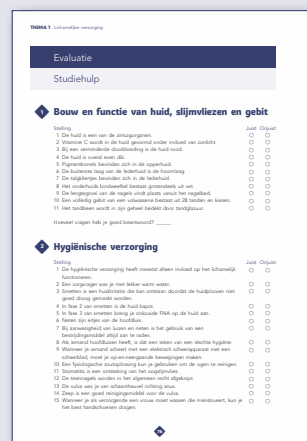 THEMA 1 Lichamelijke verzorging
Evaluatie
Studiehulp
1 Bouw en functie van huid, slijmvliezen en gebit
Stelling Juist Onjuist
1 De huid is een van de zintuigorganen.
2 Vitamine C wordt in de huid gevormd onder invloed van zonlicht.
3 Bij een verminderde doorbloeding is de huid rood.
4 De huid is overal even dik.
5 Pigmentkorrels bevinden zich in de opperhuid.
6 De buitenste laag van de lederhuid is de hoornlaag.
7 De talgkliertjes bevinden zich in de lederhuid.
8 Het onderhuids bindweefsel bestaat grotendeels uit vet.
9 De lengtegroei van de nagels vindt plaats vanuit het nagelbed.
10 Een volledig gebit van een volwassene bestaat uit 28 tanden en kiezen.
11 Het tandbeen wordt in zijn geheel bedekt door tandglazuur.
Hoeveel vragen heb je goed beantwoord?
2 Hygiënische verzorging
Stelling Juist Onjuist
1 De hygiënische verzorging heeft meestal alleen invloed op het lichamelijk
functioneren.
2 Een zorgvrager was je met lekker warm water.
3 Smetten is een huidirritatie die kan ontstaan doordat de huidplooien niet
goed droog gemaakt worden.
4 In fase 2 van smetten is de huid kapot.
5 In fase 3 van smetten breng je zinkoxide FNA op de huid aan.
6 Neten zijn eitjes van de hoofdluis.
7 Bij aanwezigheid van luizen en neten is het gebruik van een
bestrijdingsmiddel altijd aan te raden.
8 Als iemand hoofdluizen heeft, is dat een teken van een slechte hygiëne.
9 Wanneer je iemand scheert met een elektrisch scheerapparaat met een
scheerblad, moet je op-en-neergaande bewegingen maken.
10 Een fysiologische zoutoplossing kun je gebruiken om de ogen te reinigen.
11 Stomatitis is een ontsteking van het oogslijmvlies.
12 De teennagels worden in het algemeen recht afgeknipt.
13 De vulva was je van schaamheuvel richting anus.
14 Zeep is een goed reinigingsmiddel voor de vulva.
15 Wanneer je als verzorgende een vrouw moet wassen die menstrueert, kun je
het best handschoenen dragen.
76